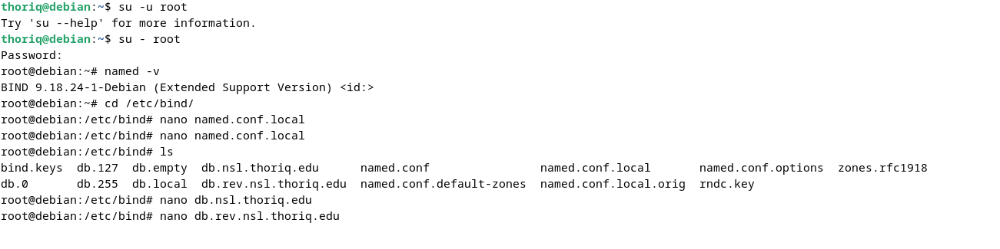 thoriq@debian:~$ su -u root
Try 'su --help' for more information.
thoriq@debian:~$ su - root
Password:
root@debian:~# named -v
BIND 9.18.24-1-Debian (Extended Support Version) <id:>
root@debian:~# cd /etc/bind/
root@debian:/etc/bind# nano named.conf.local
root@debian:/etc/bind# nano named.conf.local
root@debian:/etc/bind# ls
bind.keys  db.127  db.empty  db.nsl.thoriq.edu      named.conf                named.conf.local       named.conf.options  zones.rfc1918
db.0       db.255  db.local  db.rev.nsl.thoriq.edu  named.conf.default-zones  named.conf.local.orig  rndc.key
root@debian:/etc/bind# nano db.nsl.thoriq.edu
root@debian:/etc/bind# nano db.rev.nsl.thoriq.edu